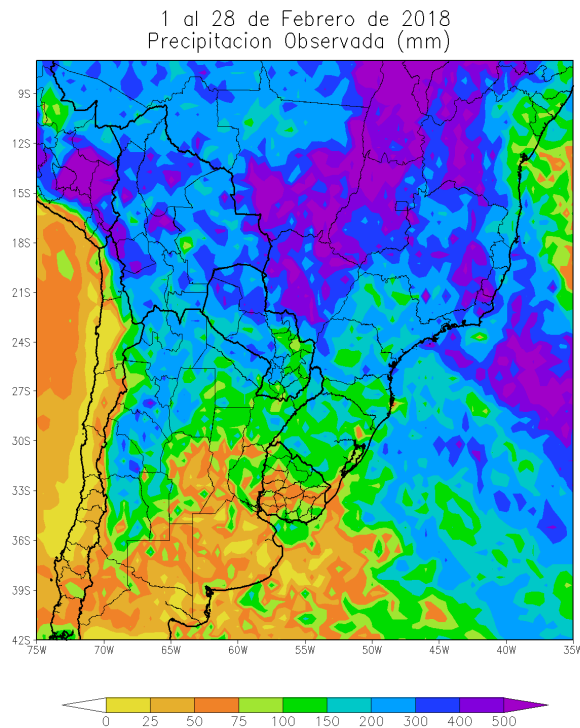 1 al 28 de Febrero de 2018
Precipitacion Observada (mm)
9S
12S
15S
18S
21S
24S
27S
30S
33S
36S
39S
42S
75W 70W 65W 60W 55W 50W 45W 40W 35W
0 25 50 75 100 150 200 300 400 500